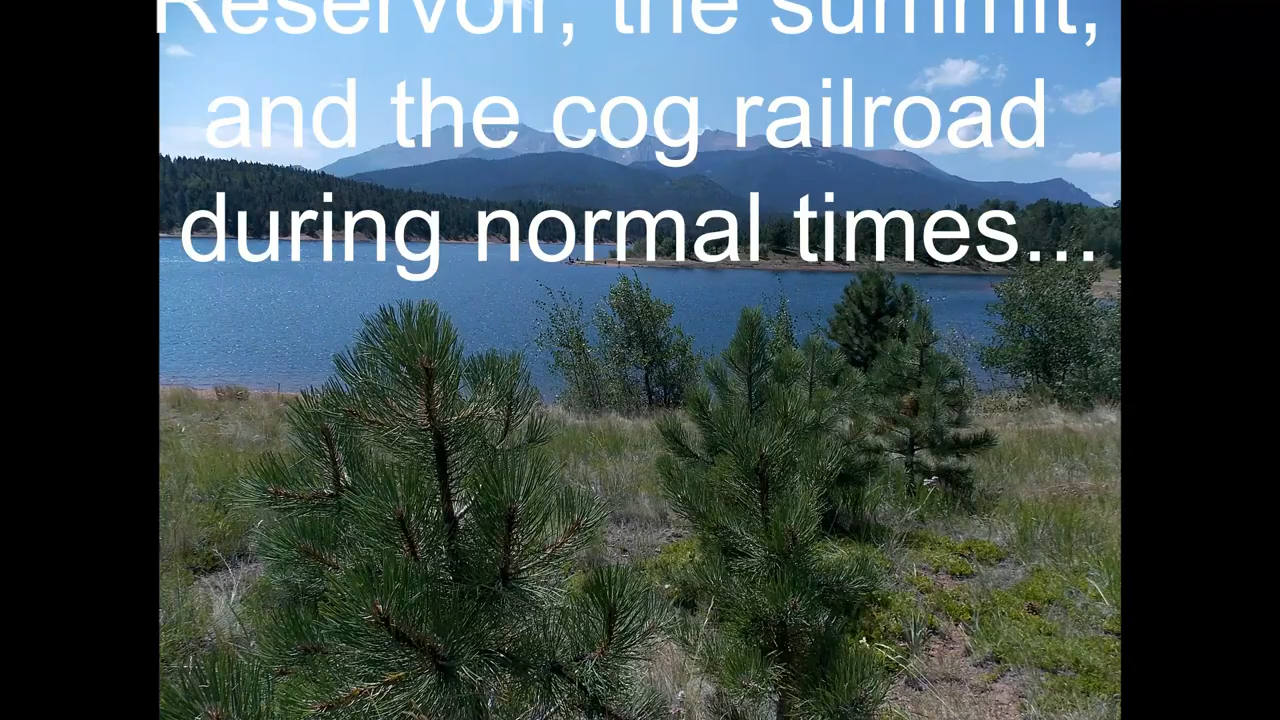 Reservoir, the summit,
and the cog railroad
during normal times...